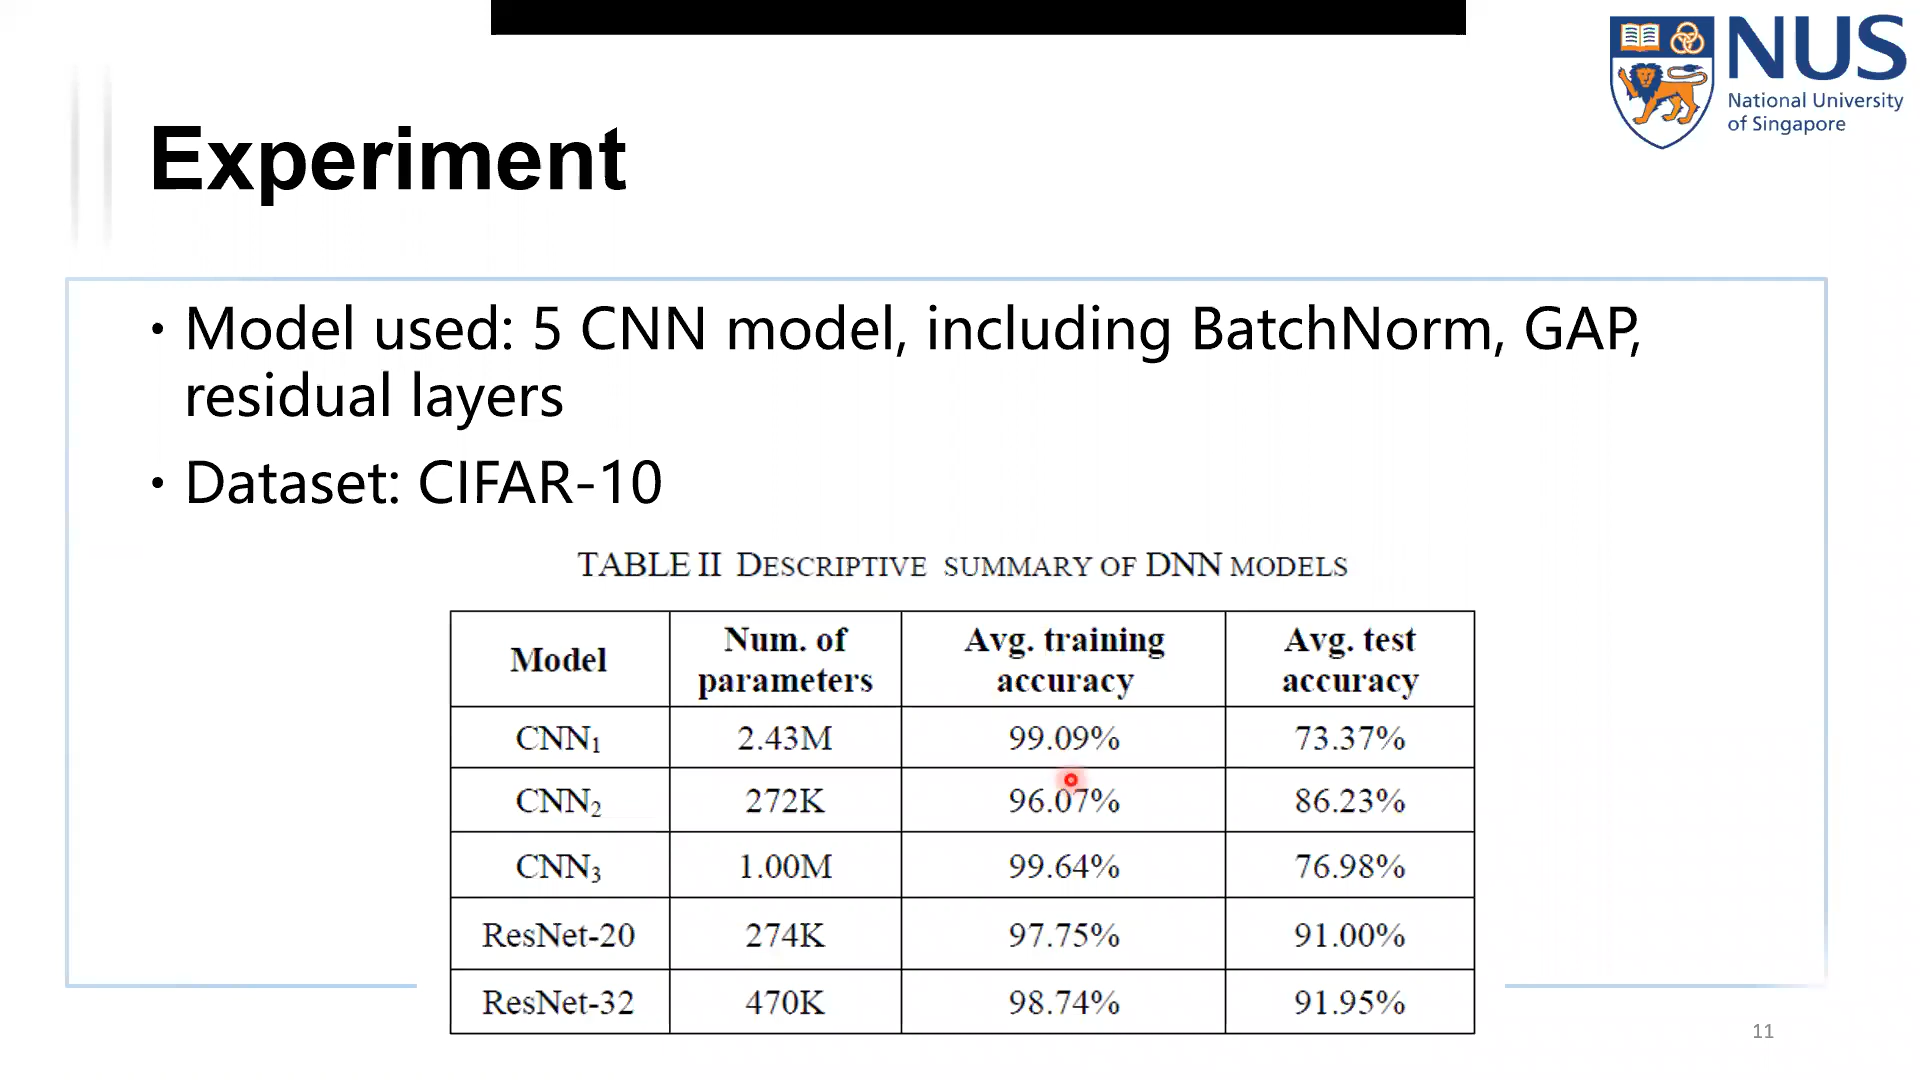 NUS
National University
of Singapore
Experiment
• Model used: 5 CNN model, including BatchNorm, GAP,
residual layers
• Dataset: CIFAR-10
TABLE II DESCRIPTIVE SUMMARY OF DNN MODELS
Model Num. of parameters Avg. training accuracy Avg. test accuracy
CNN₁ 2.43M 99.09% 73.37%
CNN₂ 272K 96.07% 86.23%
CNN₃ 1.00M 99.64% 76.98%
ResNet-20 274K 97.75% 91.00%
ResNet-32 470K 98.74% 91.95%
11